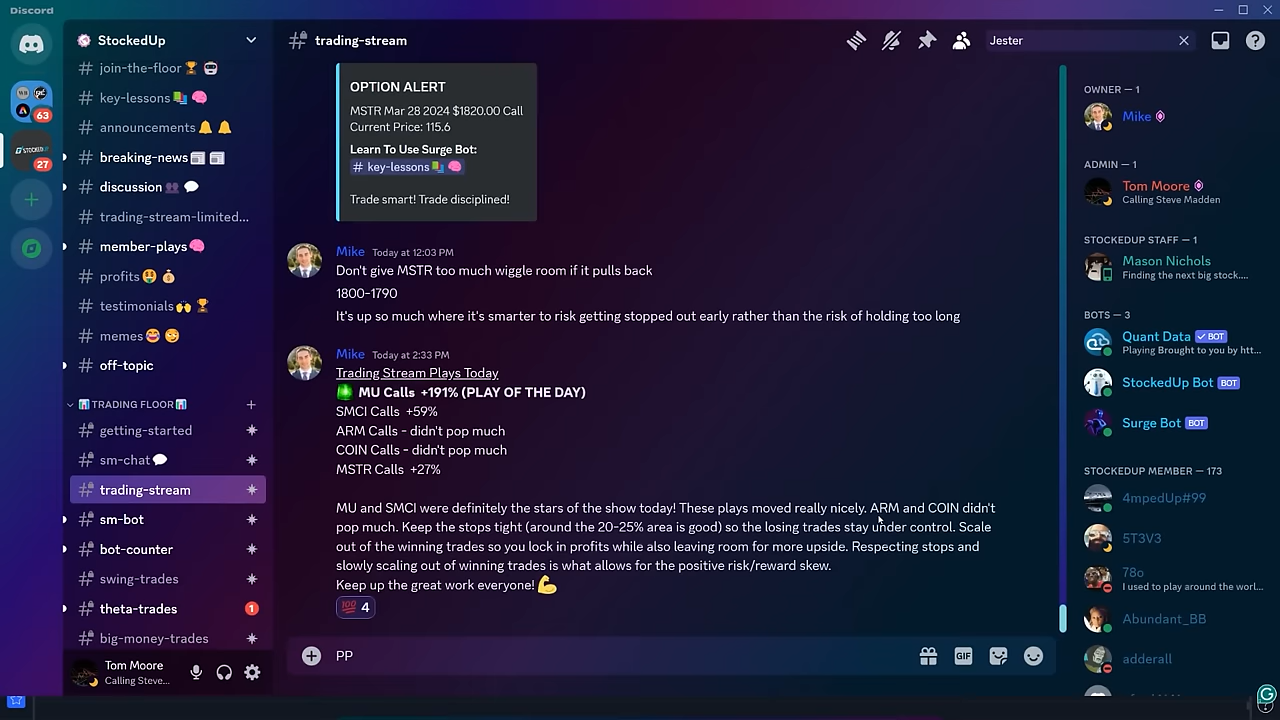 Discord
StockedUp
trading-stream
Jester
join-the-floor
key-lessons
announcements
breaking-news
discussion
trading-stream-limited...
member-plays
profits
testimonials
memes
off-topic
TRADING FLOOR
getting-started
sm-chat
trading-stream
sm-bot
bot-counter
swing-trades
theta-trades 1
big-money-trades
63
STOCKEDUP
27
Tom Moore
Calling Steve...
OPTION ALERT
MSTR Mar 28 2024 $1820.00 Call
Current Price: 115.6
Learn To Use Surge Bot:
# key-lessons
Trade smart! Trade disciplined!
Mike Today at 12:03 PM
Don't give MSTR too much wiggle room if it pulls back
1800-1790
It's up so much where it's smarter to risk getting stopped out early rather than the risk of holding too long
Mike Today at 2:33 PM
Trading Stream Plays Today
MU Calls +191% (PLAY OF THE DAY)
SMCI Calls +59%
ARM Calls - didn't pop much
COIN Calls - didn't pop much
MSTR Calls +27%
MU and SMCI were definitely the stars of the show today! These plays moved really nicely. ARM and COIN didn't
pop much. Keep the stops tight (around the 20-25% area is good) so the losing trades stay under control. Scale
out of the winning trades so you lock in profits while also leaving room for more upside. Respecting stops and
slowly scaling out of winning trades is what allows for the positive risk/reward skew.
Keep up the great work everyone! 💪
💯 4
PP
GIF
OWNER — 1
Mike
ADMIN — 1
Tom Moore
Calling Steve Madden
STOCKEDUP STAFF — 1
Mason Nichols
Finding the next big stock....
BOTS — 3
Quant Data ✓ BOT
Playing Brought to you by htt...
StockedUp Bot BOT
Surge Bot BOT
STOCKEDUP MEMBER — 173
4mpedUp#99
5T3V3
78o
I used to play around the worl...
Abundant_BB
adderall